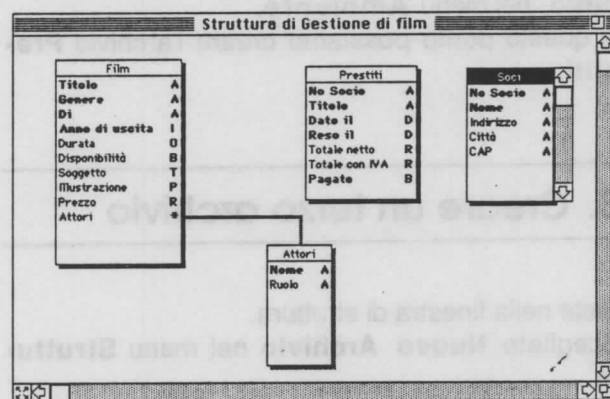 Struttura di Gestione di film
Film
Titolo A
Genere A
Di A
Anno di uscita I
Durata O
Disponibilità B
Soggetto T
Illustrazione P
Prezzo R
Attori *
Prestiti
No Socio A
Titolo A
Date il D
Reso il D
Totale netto R
Totale con IVA R
Pagato B
Soci
No Socio A
Nome A
Indirizzo A
Città A
CAP A
Attori
Nome A
Ruolo A